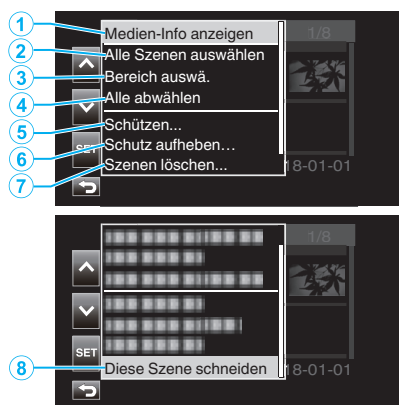 1 Medien-Info anzeigen 1/8
2 Alle Szenen auswählen
3 Bereich auswä.
4 Alle abwählen
5 Schützen...
6 Schutz aufheben...
SET
7 Szenen löschen... 18-01-01
1/8
SET
8 Diese Szene schneiden 18-01-01